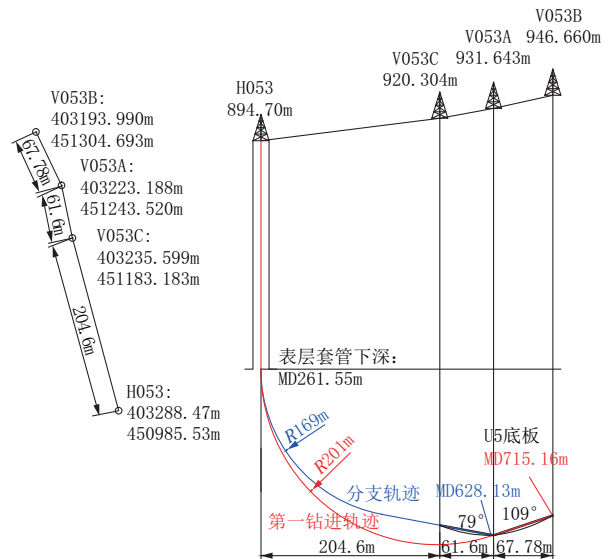 V053B:
403193.990m
451304.693m
V053A:
403223.188m
451243.520m
V053C:
403235.599m
451183.183m
H053:
403288.47m
450985.53m
67.78m
61.6m
204.6m
V053B
946.660m
V053A
931.643m
V053C
920.304m
H053
894.70m
表层套管下深:
MD261.55m
R169m
R201m
U5底板
MD715.16m
分支轨迹
MD628.13m
第一钻进轨迹
79°
109°
204.6m
61.6m
67.78m